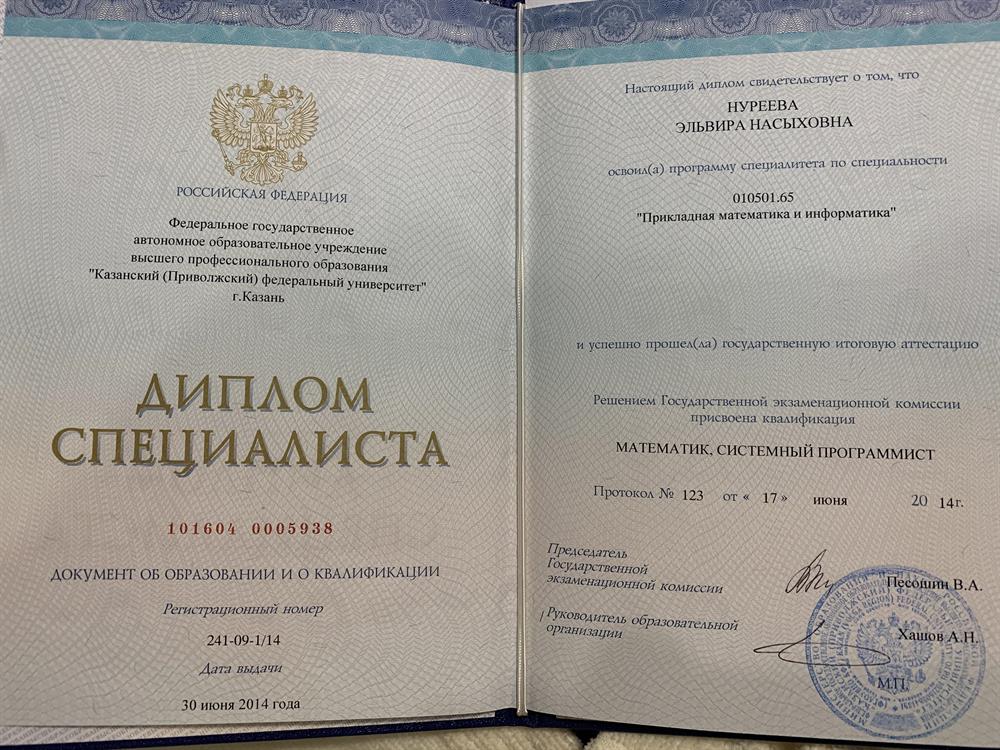 РОССИЙСКАЯ ФЕДЕРАЦИЯ
Федеральное государственное
автономное образовательное учреждение
высшего профессионального образования
"Казанский (Приволжский) федеральный университет"
г.Казань
ДИПЛОМ
СПЕЦИАЛИСТА
101604 0005938
ДОКУМЕНТ ОБ ОБРАЗОВАНИИ И О КВАЛИФИКАЦИИ
Регистрационный номер
241-09-1/14
Дата выдачи
30 июня 2014 года
Настоящий диплом свидетельствует о том, что
НУРЕЕВА
ЭЛЬВИРА НАСЫХОВНА
освоил(а) программу специалитета по специальности
010501.65
"Прикладная математика и информатика"
и успешно прошел(ла) государственную итоговую аттестацию
Решением Государственной экзаменационной комиссии
присвоена квалификация
МАТЕМАТИК, СИСТЕМНЫЙ ПРОГРАММИСТ
Протокол № 123 от « 17 » июня 20 14г.
Председатель
Государственной
экзаменационной комиссии
Песошин В.А.
Руководитель образовательной
организации
Хашов А.Н.
М.П.